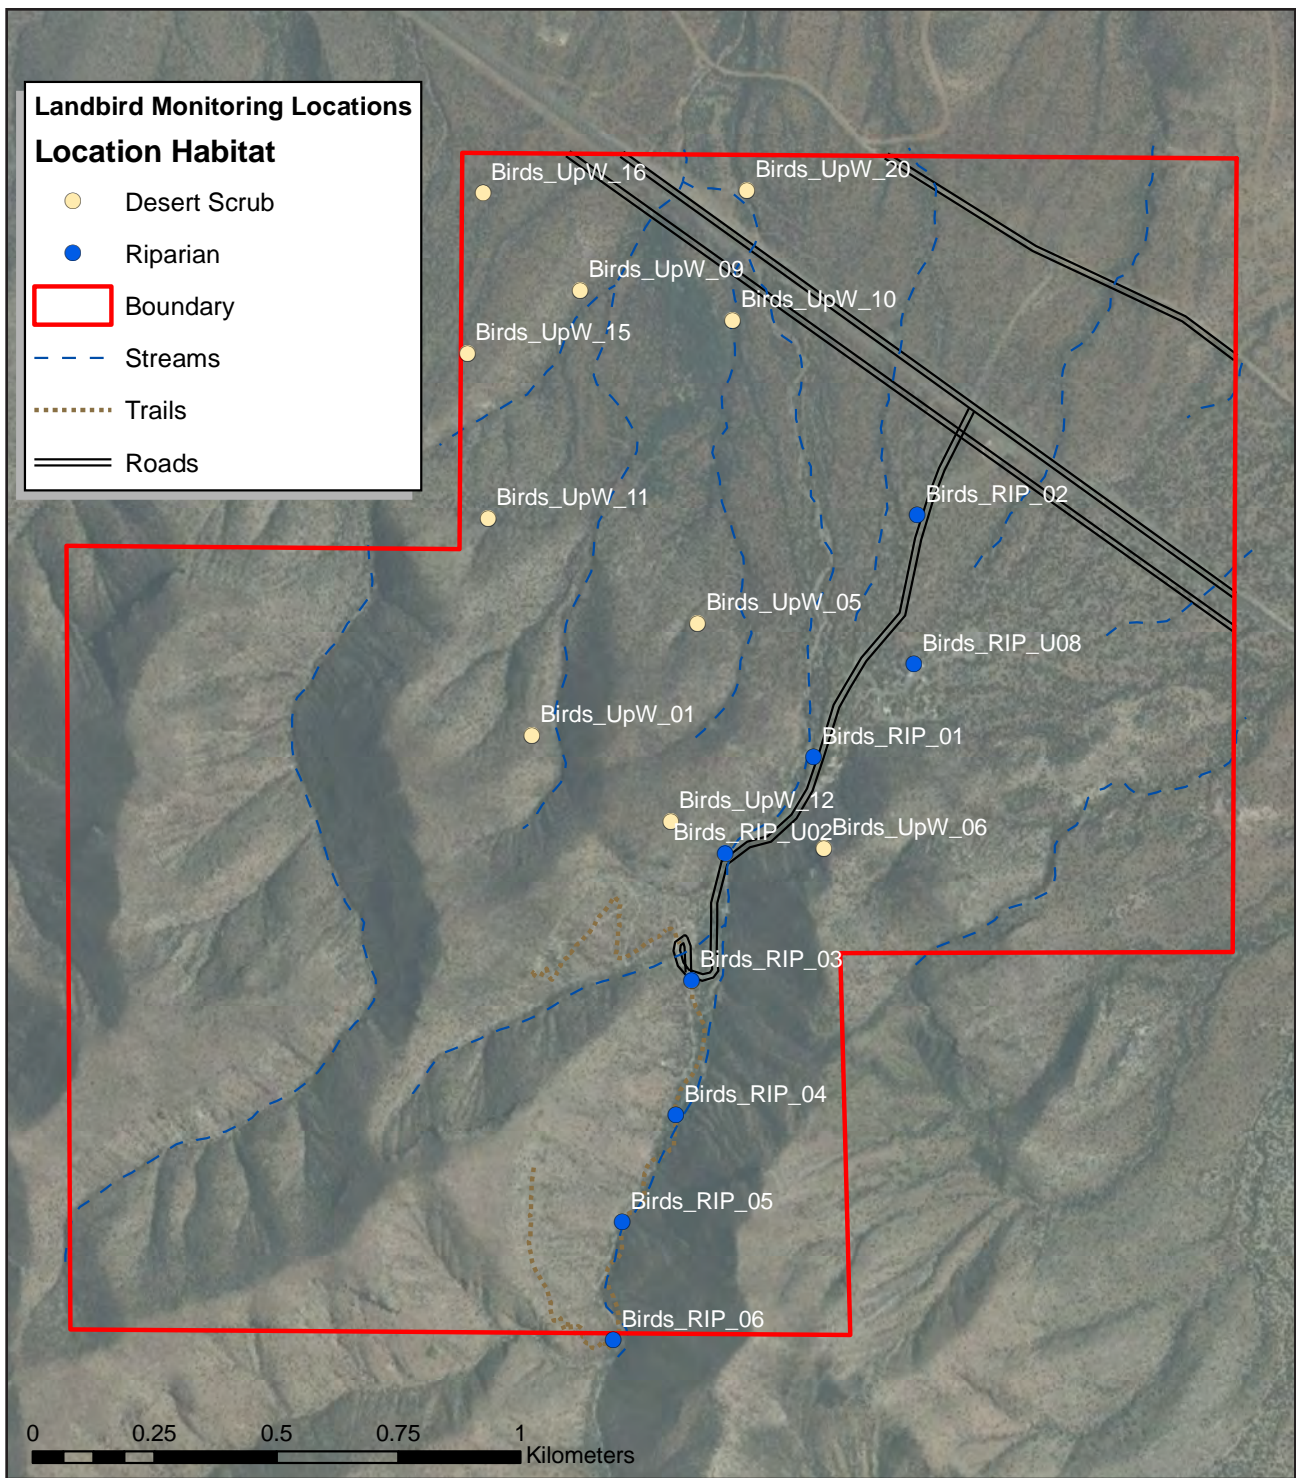 Landbird Monitoring Locations
Location Habitat
Desert Scrub
Riparian
Boundary
Streams
Trails
Roads
Birds_UpW_16
Birds_UpW_20
Birds_UpW_09
Birds_UpW_10
Birds_UpW_15
Birds_UpW_11
Birds_RIP_02
Birds_UpW_05
Birds_RIP_U08
Birds_UpW_01
Birds_RIP_01
Birds_UpW_12
Birds_RIP_U02
Birds_UpW_06
Birds_RIP_03
Birds_RIP_04
Birds_RIP_05
Birds_RIP_06
0 0.25 0.5 0.75 1
Kilometers